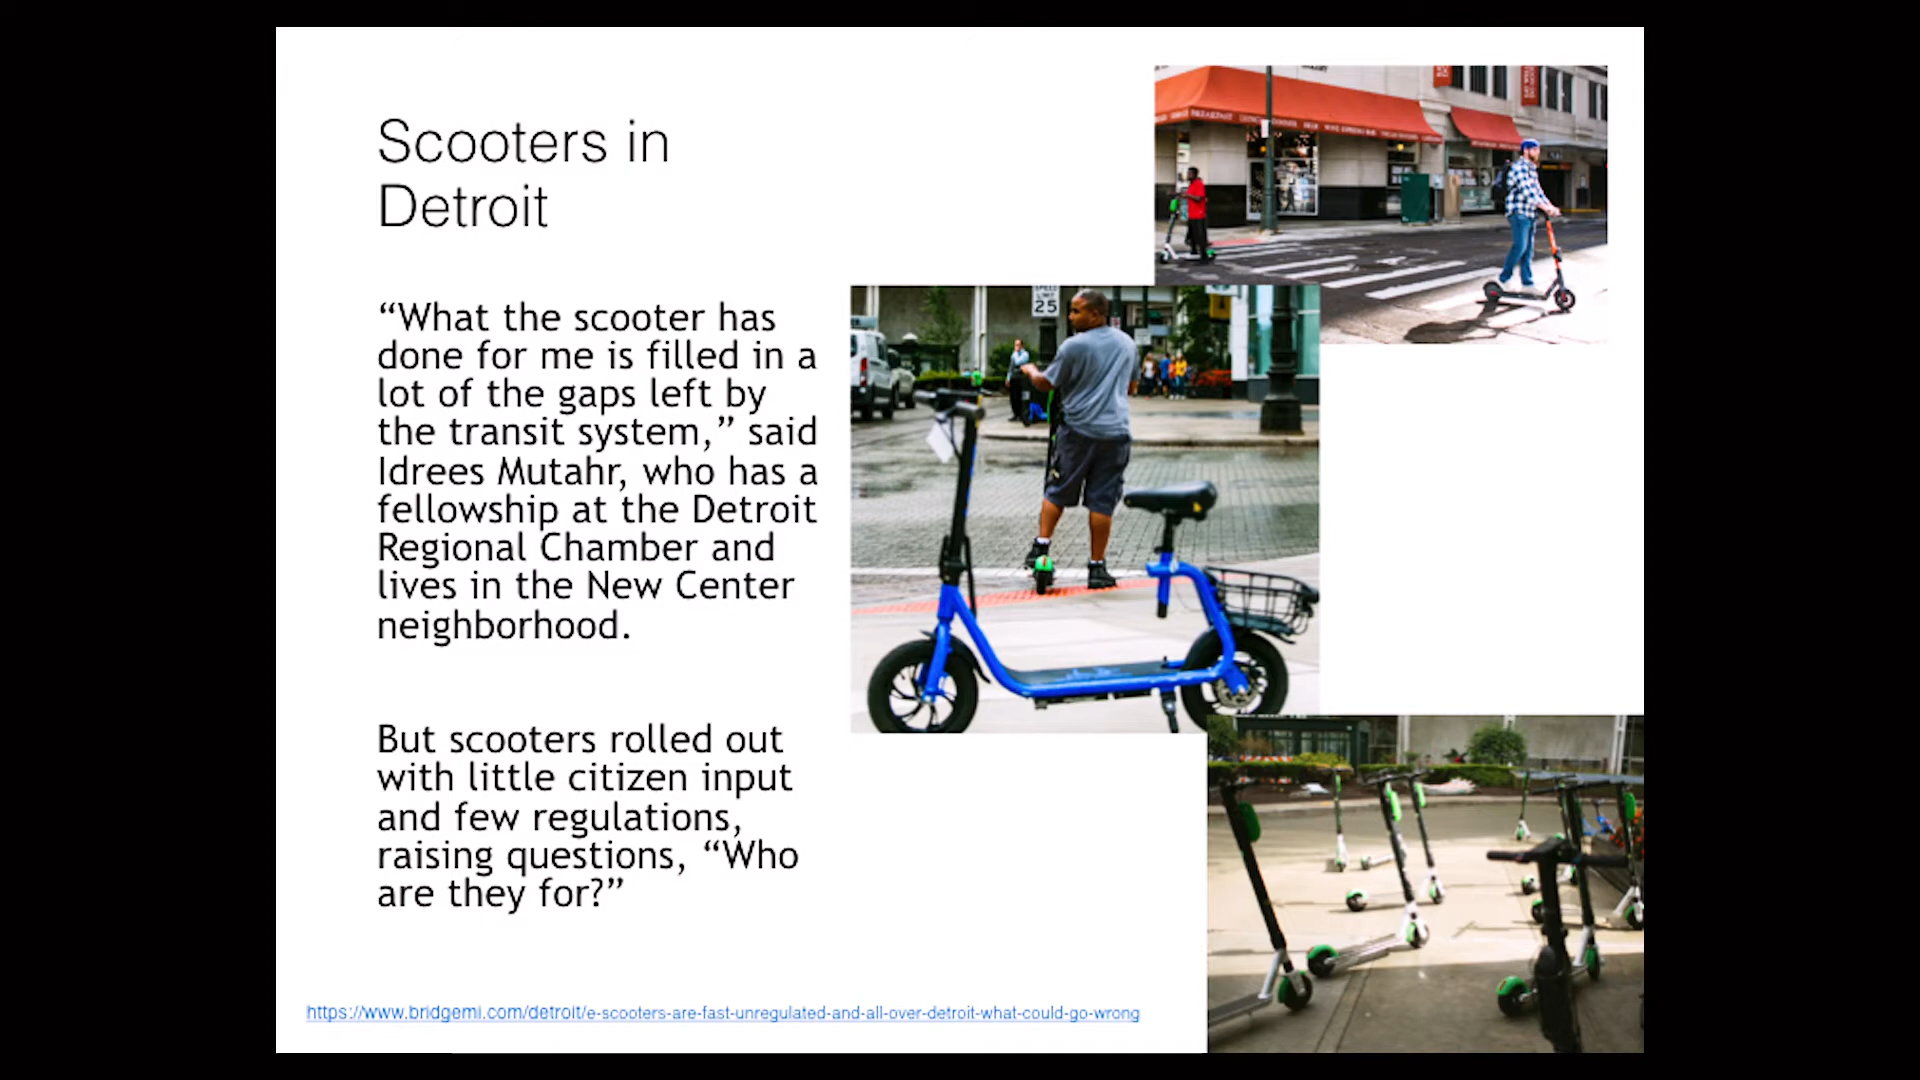 Scooters in
Detroit
“What the scooter has
done for me is filled in a
lot of the gaps left by
the transit system,” said
Idrees Mutahr, who has a
fellowship at the Detroit
Regional Chamber and
lives in the New Center
neighborhood.
But scooters rolled out
with little citizen input
and few regulations,
raising questions, “Who
are they for?”
https://www.bridgemi.com/detroit/e-scooters-are-fast-unregulated-and-all-over-detroit-what-could-go-wrong
SPEED
LIMIT
25